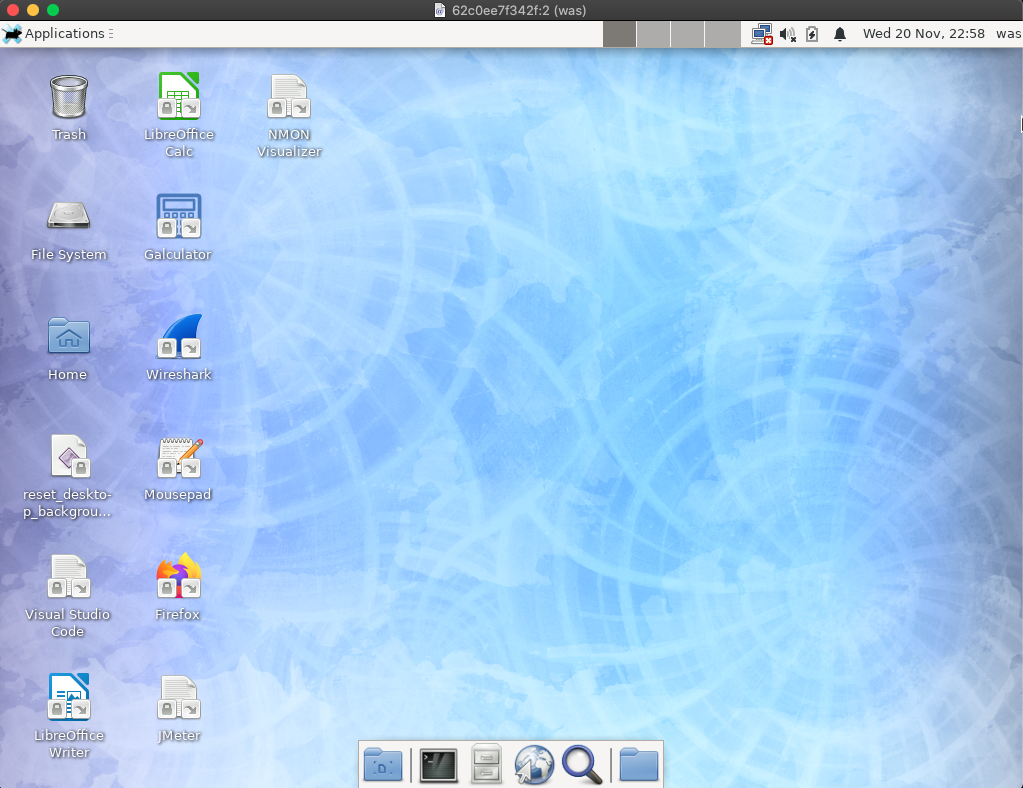 62c0ee7f342f:2 (was)
Applications
Wed 20 Nov, 22:58
was
Trash
LibreOffice
Calc
NMON
Visualizer
File System
Galculator
Home
Wireshark
reset_deskto-
p_backgrou...
Mousepad
Visual Studio
Code
Firefox
LibreOffice
Writer
JMeter